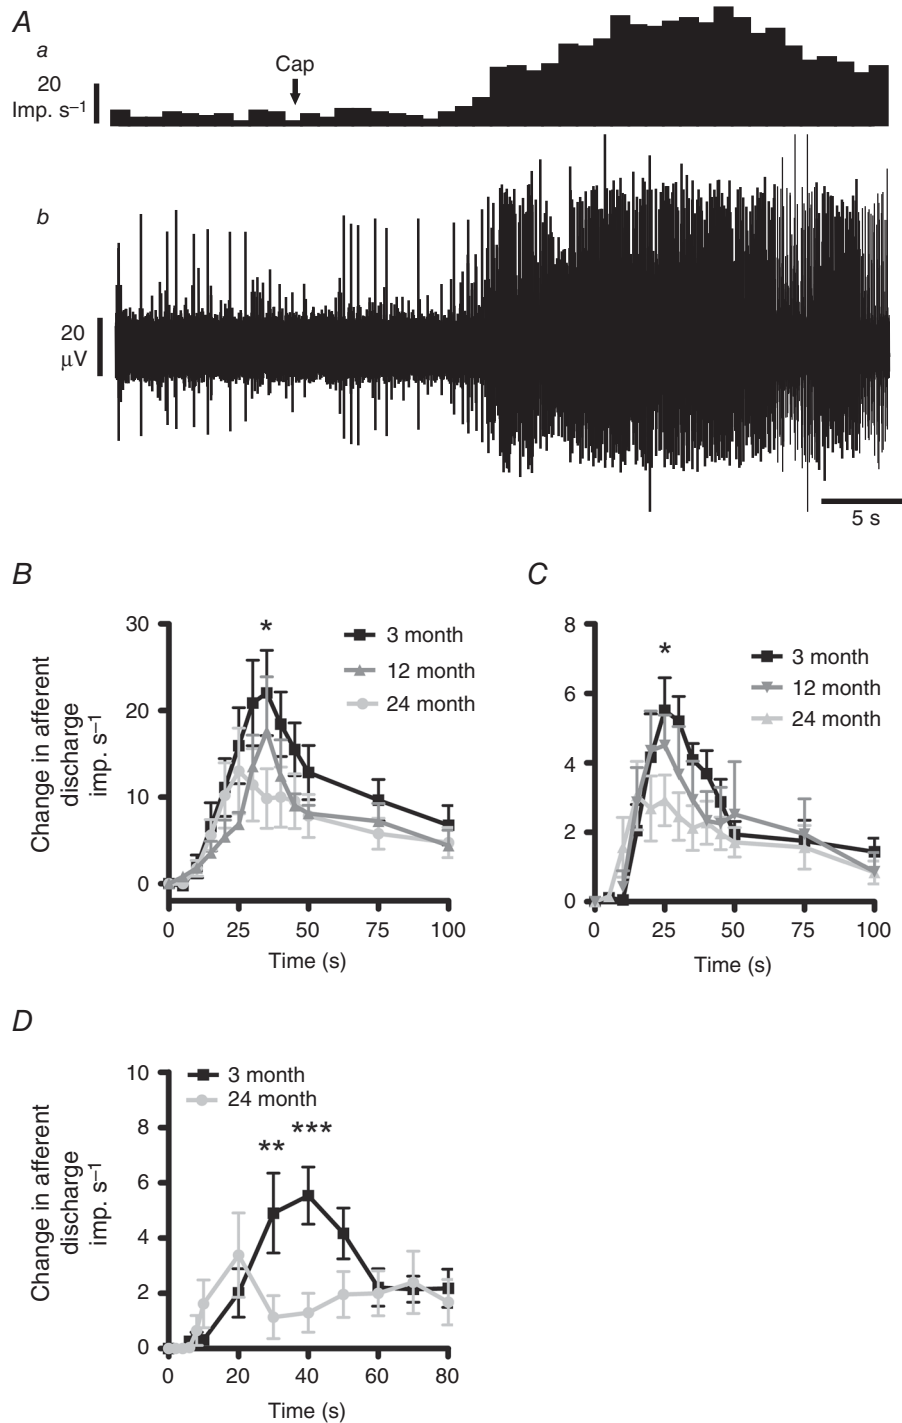 A
a
20
Imp. s⁻¹
Cap
b
20
μV
5 s
B
30
20
10
0
Change in afferent
discharge
imp. s⁻¹
*
3 month
12 month
24 month
0 25 50 75 100
Time (s)
C
8
6
4
2
0
*
3 month
12 month
24 month
0 25 50 75 100
Time (s)
D
10
8
6
4
2
0
Change in afferent
discharge
imp. s⁻¹
3 month
24 month
** ***
0 20 40 60 80
Time (s)